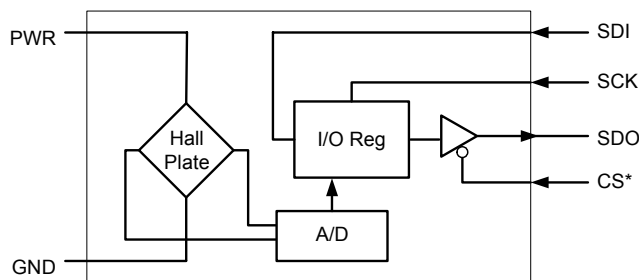 PWR
SDI
SCK
Hall
Plate
I/O Reg
SDO
CS*
A/D
GND